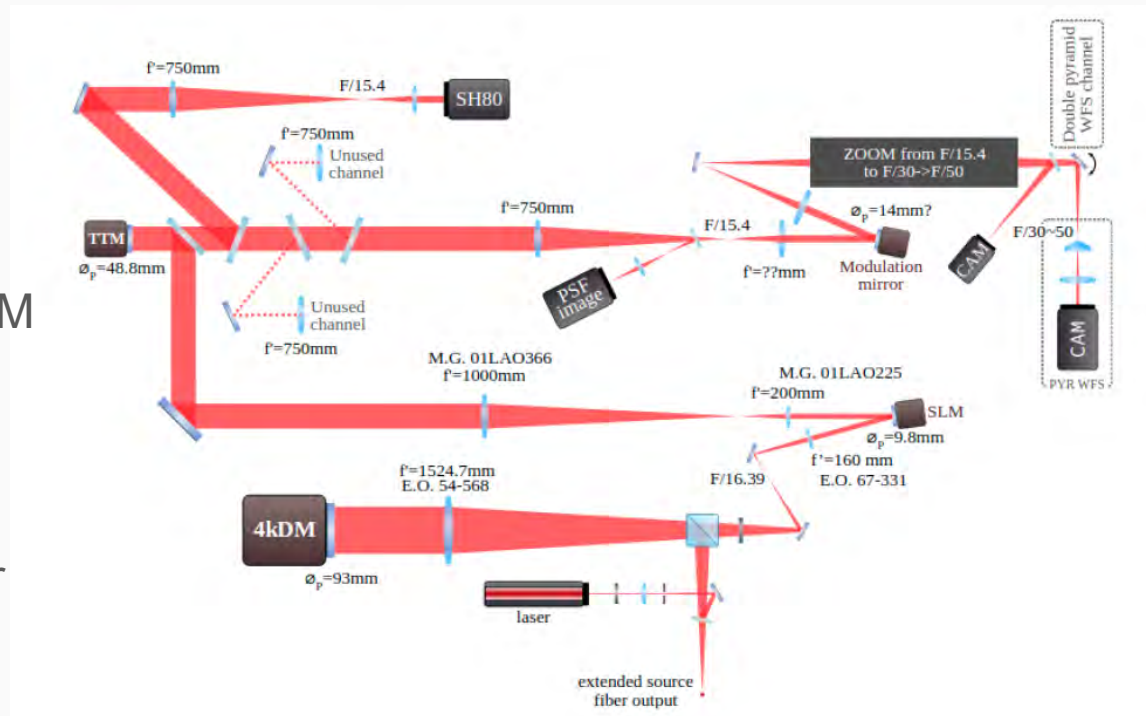 f'=750mm
F/15.4
SH80
f'=750mm
Unused
channel
TTM
øP=48.8mm
f'=750mm
F/15.4
PSF
image
Unused
channel
f'=750mm
f'=??mm
øP=14mm?
Modulation
mirror
ZOOM from F/15.4
to F/30->F/50
CAM
Double pyramid
WFS channel
F/30~50
CAM
PYR WFS
M
M.G. 01LAO366
f'=1000mm
M.G. 01LAO225
f'=200mm
SLM
øP=9.8mm
f'=160 mm
E.O. 67-331
F/16.39
f'=1524.7mm
E.O. 54-568
4kDM
øP=93mm
laser
extended source
fiber output